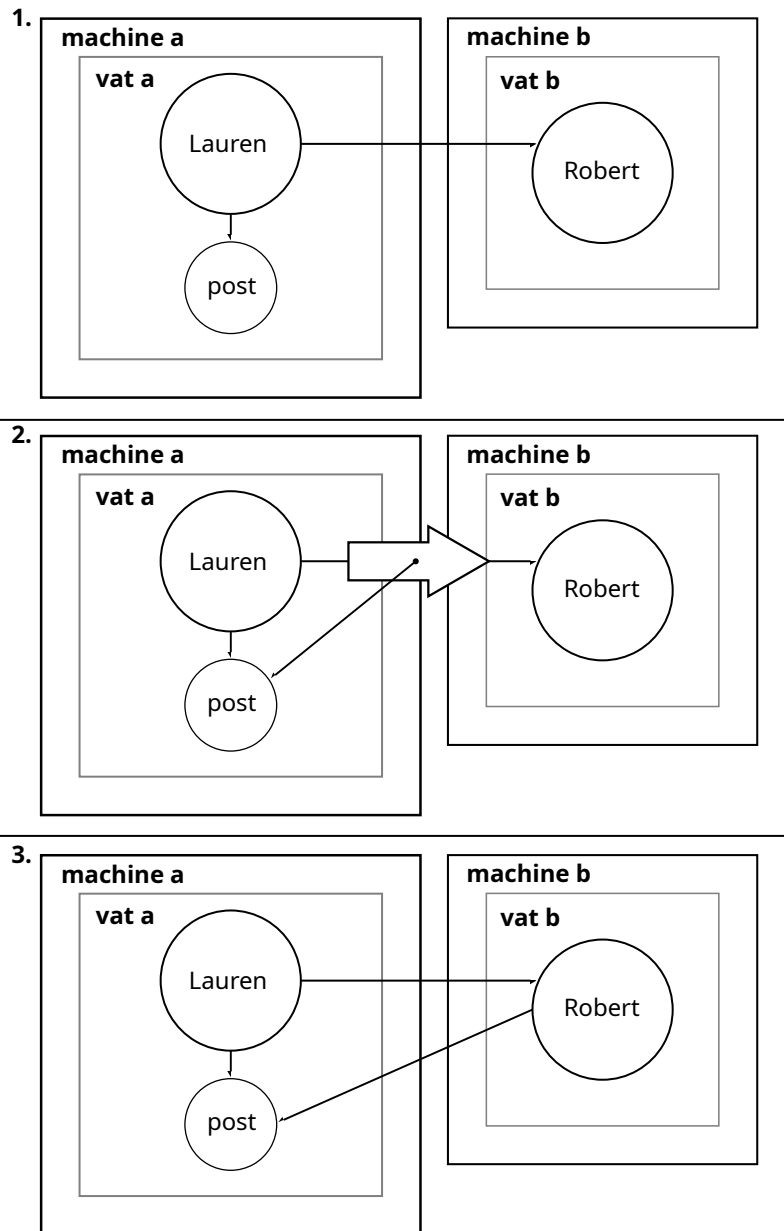 1.
machine a
machine b
vat a
vat b
Lauren
Robert
post
2.
machine a
machine b
vat a
vat b
Lauren
Robert
post
3.
machine a
machine b
vat a
vat b
Lauren
Robert
post